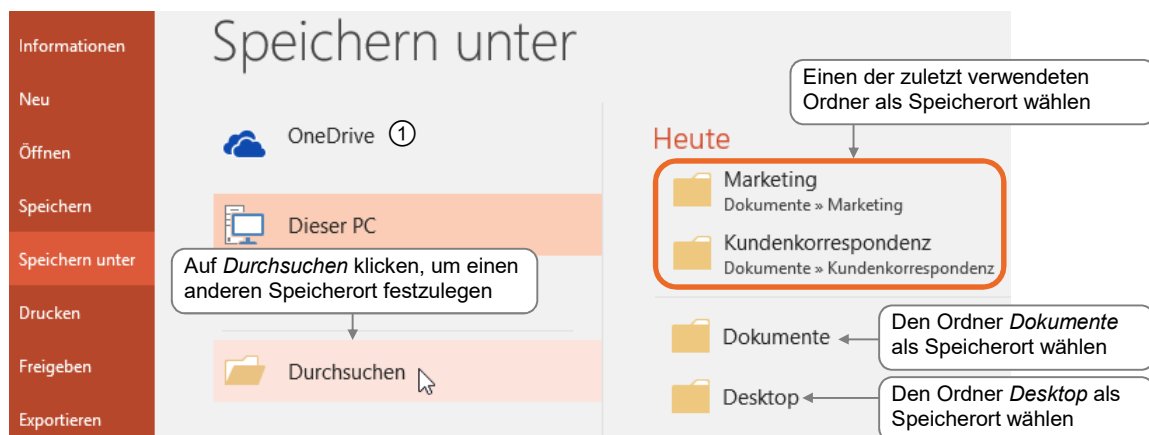 Informationen
Neu
Öffnen
Speichern
Speichern unter
Drucken
Freigeben
Exportieren
Speichern unter
OneDrive ①
Dieser PC
Auf Durchsuchen klicken, um einen
anderen Speicherort festzulegen
Durchsuchen
Einen der zuletzt verwendeten
Ordner als Speicherort wählen
Heute
Marketing
Dokumente » Marketing
Kundenkorrespondenz
Dokumente » Kundenkorrespondenz
Dokumente
Den Ordner Dokumente
als Speicherort wählen
Desktop
Den Ordner Desktop als
Speicherort wählen